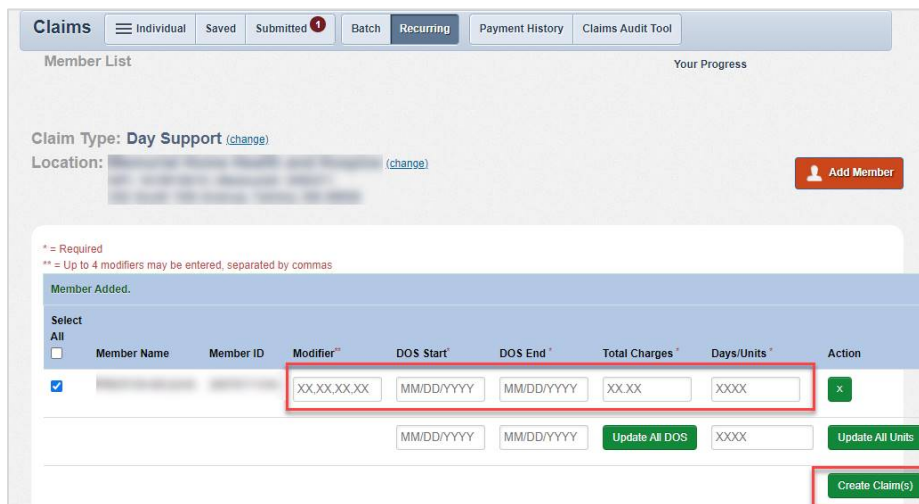 Claims Individual Saved Submitted 1 Batch Recurring Payment History Claims Audit Tool
Member List Your Progress
Claim Type: Day Support (change)
Location: (change)
Add Member
* = Required
** = Up to 4 modifiers may be entered, separated by commas
Member Added.
Select
All
Member Name Member ID Modifier** DOS Start* DOS End * Total Charges * Days/Units * Action
XX,XX,XX,XX MM/DD/YYYY MM/DD/YYYY XX.XX XXXX X
MM/DD/YYYY MM/DD/YYYY Update All DOS XXXX Update All Units
Create Claim(s)